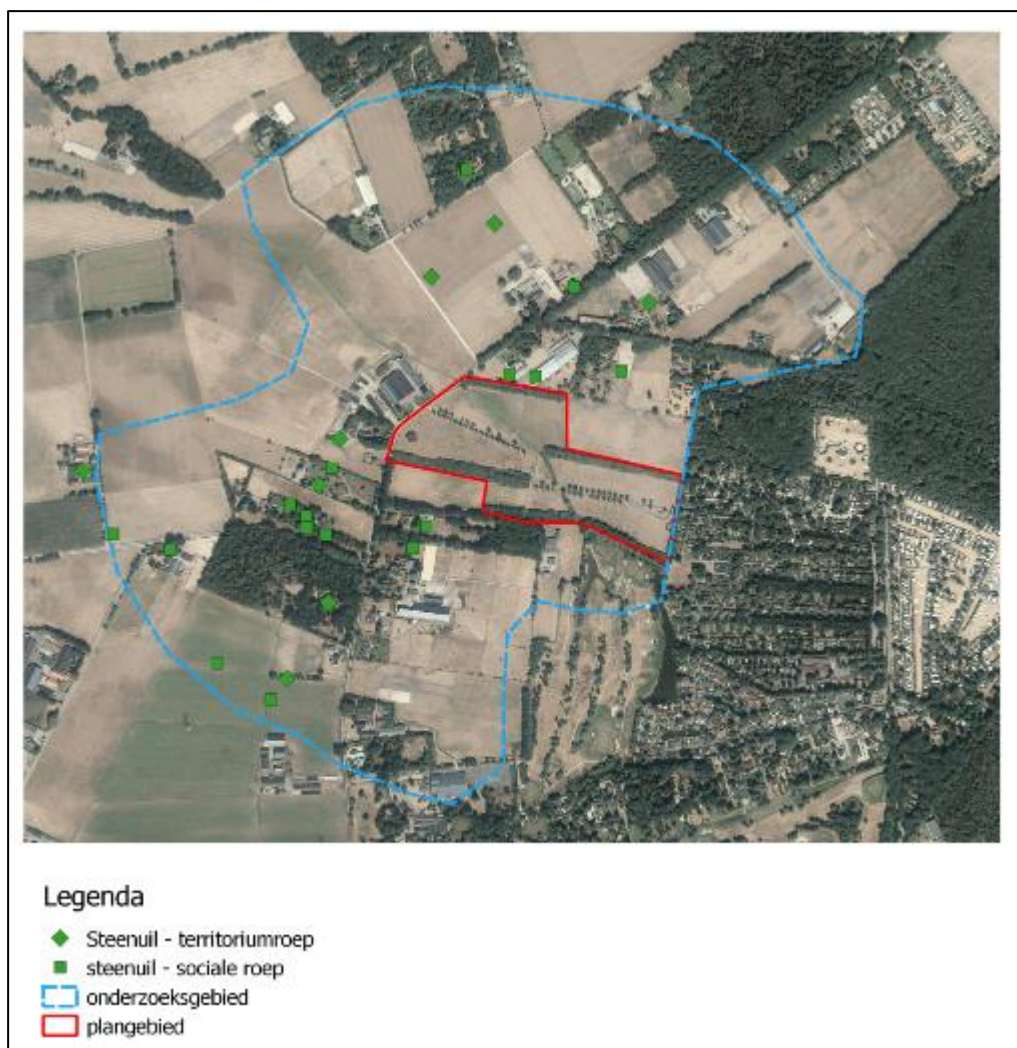 Legenda
Steenuil - territoriumroep
steenuil - sociale roep
onderzoeksgebied
plangebied